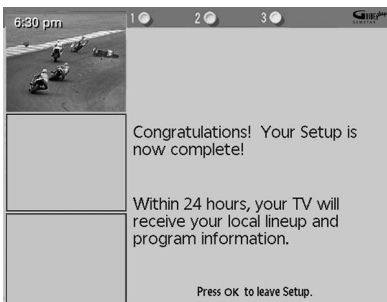 6:30 pm
1
2
3
Congratulations! Your Setup is
now complete!
Within 24 hours, your TV will
receive your local lineup and
program information.
Press OK to leave Setup.